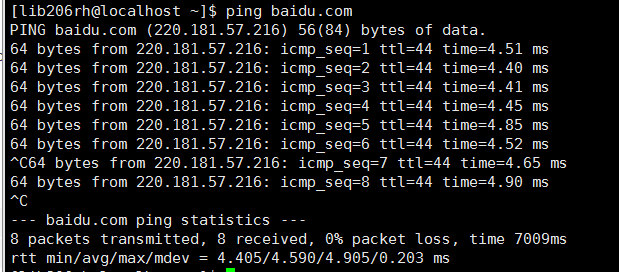 [lib206rh@localhost ~]$ ping baidu.com
PING baidu.com (220.181.57.216) 56(84) bytes of data.
64 bytes from 220.181.57.216: icmp_seq=1 ttl=44 time=4.51 ms
64 bytes from 220.181.57.216: icmp_seq=2 ttl=44 time=4.40 ms
64 bytes from 220.181.57.216: icmp_seq=3 ttl=44 time=4.41 ms
64 bytes from 220.181.57.216: icmp_seq=4 ttl=44 time=4.45 ms
64 bytes from 220.181.57.216: icmp_seq=5 ttl=44 time=4.85 ms
64 bytes from 220.181.57.216: icmp_seq=6 ttl=44 time=4.52 ms
^C64 bytes from 220.181.57.216: icmp_seq=7 ttl=44 time=4.65 ms
64 bytes from 220.181.57.216: icmp_seq=8 ttl=44 time=4.90 ms
^C
--- baidu.com ping statistics ---
8 packets transmitted, 8 received, 0% packet loss, time 7009ms
rtt min/avg/max/mdev = 4.405/4.590/4.905/0.203 ms